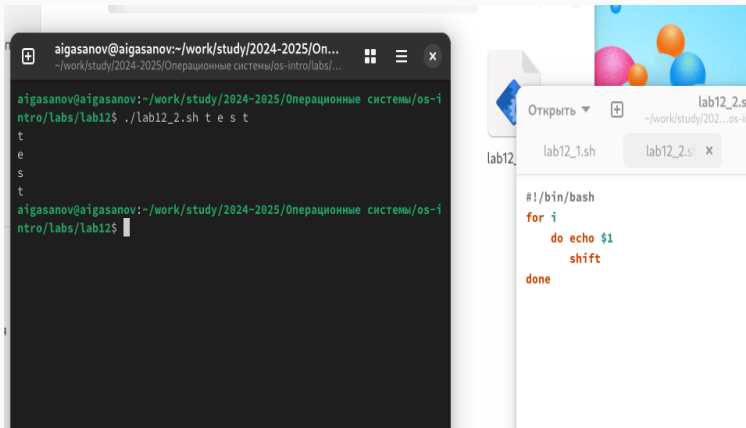 aigasanov@aigasanov:~/work/study/2024-2025/Оп...
~/work/study/2024-2025/Операционные системы/os-intro/labs/...
aigasanov@aigasanov:~/work/study/2024-2025/Операционные системы/os-i
ntro/labs/lab12$ ./lab12_2.sh t e s t
t
e
s
t
aigasanov@aigasanov:~/work/study/2024-2025/Операционные системы/os-i
ntro/labs/lab12$
lab12_
Открыть
lab12_2.s
~/work/study/202...os-i
lab12_1.sh
lab12_2.sh
#!/bin/bash
for i
do echo $1
shift
done